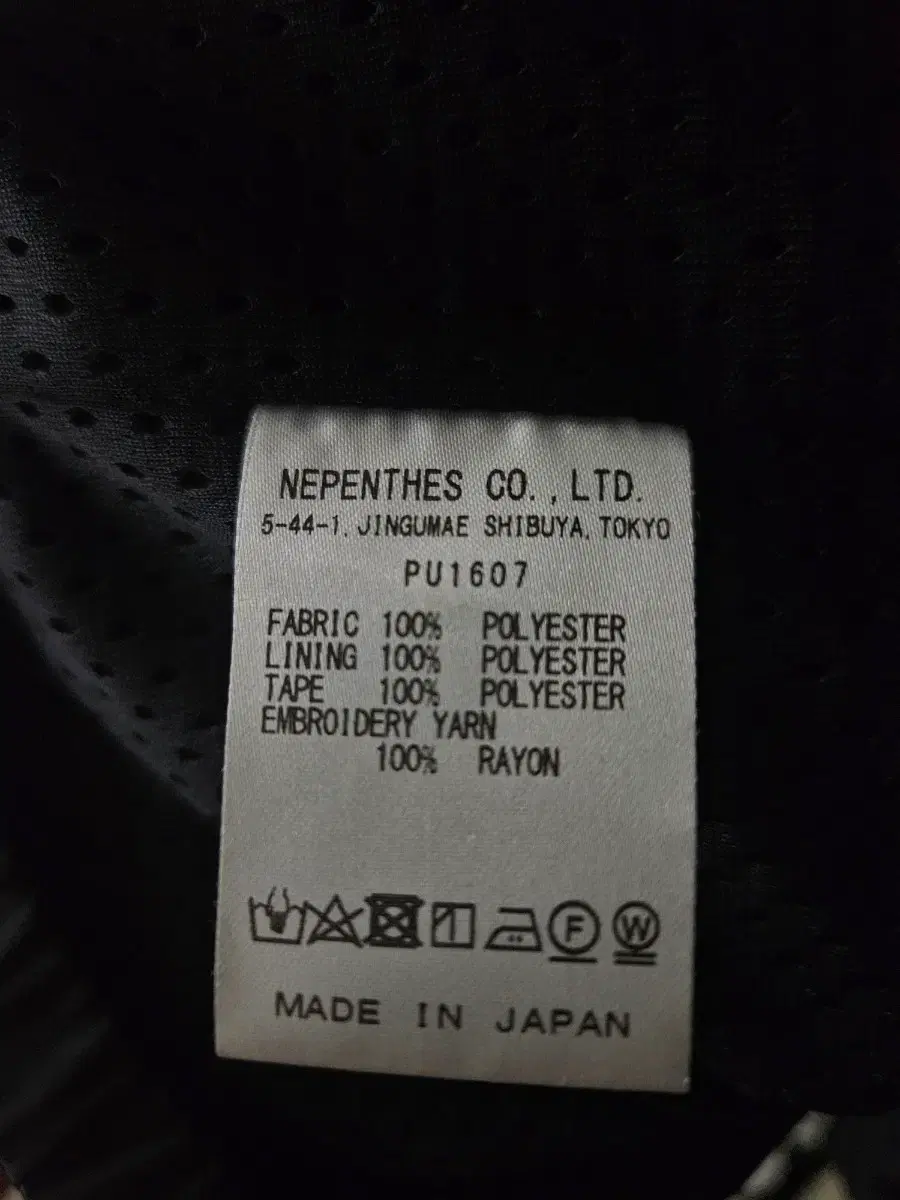 NEPENTHES CO.,LTD.
5-44-1, JINGUMAE SHIBUYA, TOKYO
PU1607
FABRIC 100% POLYESTER
LINING 100% POLYESTER
TAPE 100% POLYESTER
EMBROIDERY YARN
100% RAYON
F W
MADE IN JAPAN